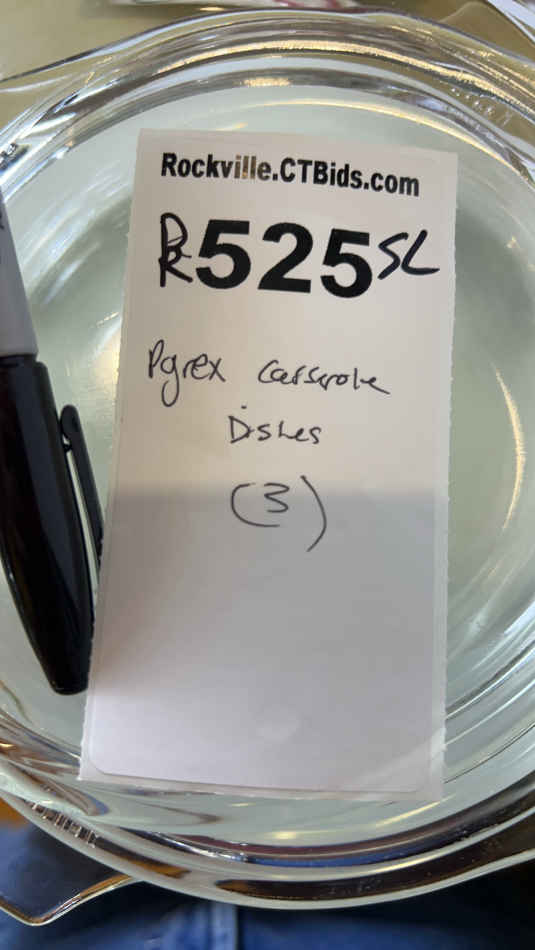 Rockville.CTBids.com
R525SL
Pyrex Casserole
Dishes
(3)